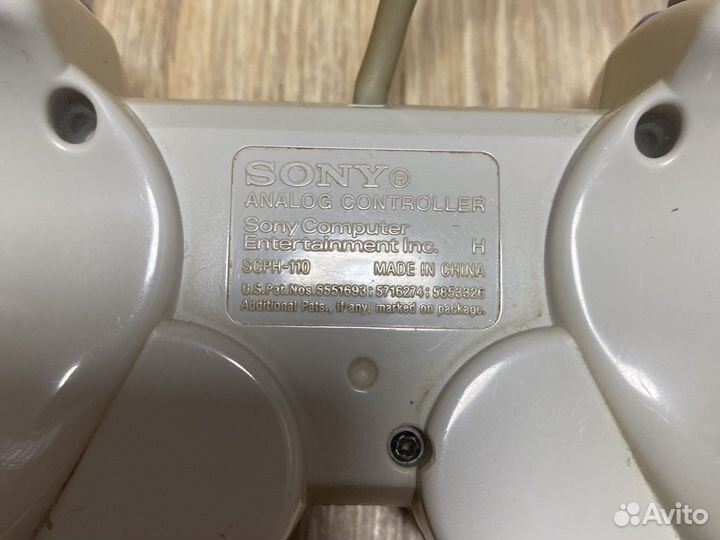 SONY®
ANALOG CONTROLLER
Sony Computer
Entertainment Inc. H
SCPH-110 MADE IN CHINA
U.S.Pat.Nos. 5551693; 5716274; 5853326
Additional Pats., if any, marked on package.
Avito